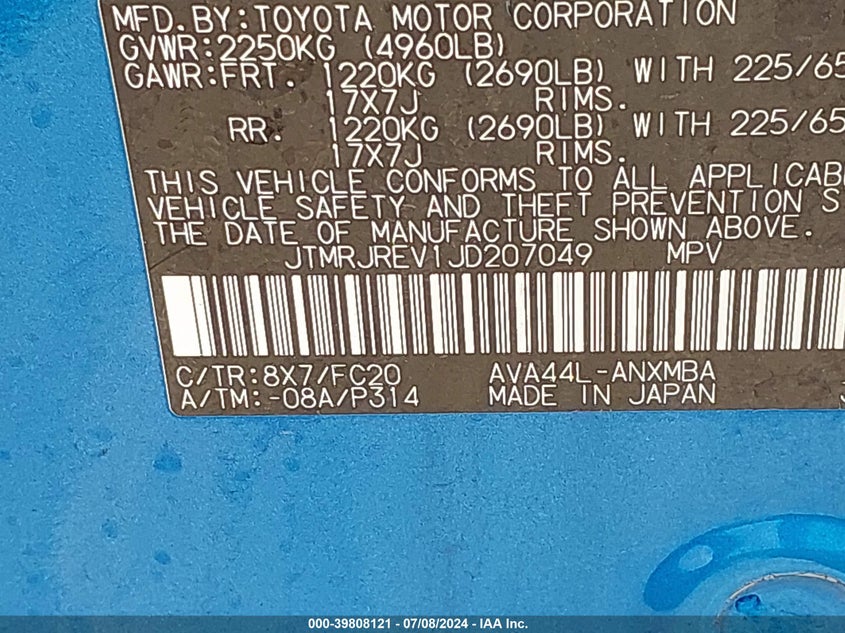 MFD.BY:TOYOTA MOTOR CORPORATION
GVWR:2250KG (4960LB)
GAWR:FRT. 1220KG (2690LB) WITH 225/65
17X7J RIMS.
RR. 1220KG (2690LB) WITH 225/65
17X7J RIMS.
THIS VEHICLE CONFORMS TO ALL APPLICAB
VEHICLE SAFETY AND THEFT PREVENTION S
THE DATE OF MANUFACTURE SHOWN ABOVE.
JTMRJREV1JD207049 MPV
C/TR:8X7/FC20 AVA44L-ANXMBA
A/TM:-08A/P314 MADE IN JAPAN
000-39808121 - 07/08/2024 - IAA Inc.